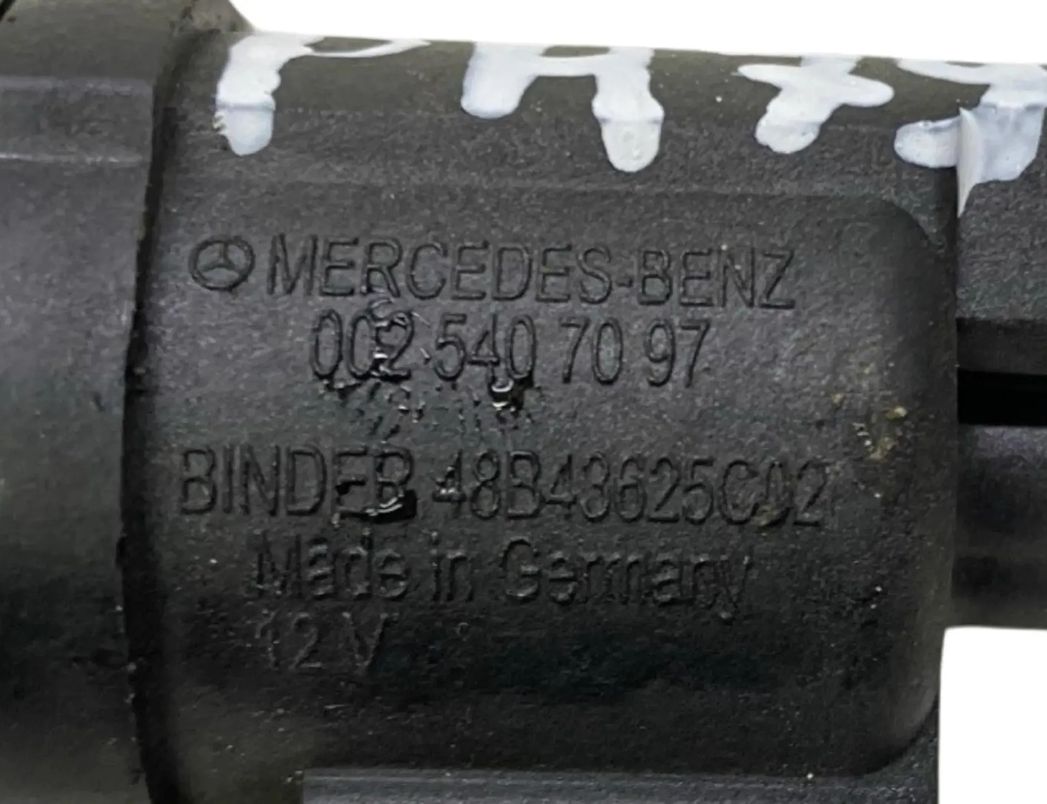 MERCEDES-BENZ
002 540 70 97
BINDER 48B43625C02
Made in Germany
12 V